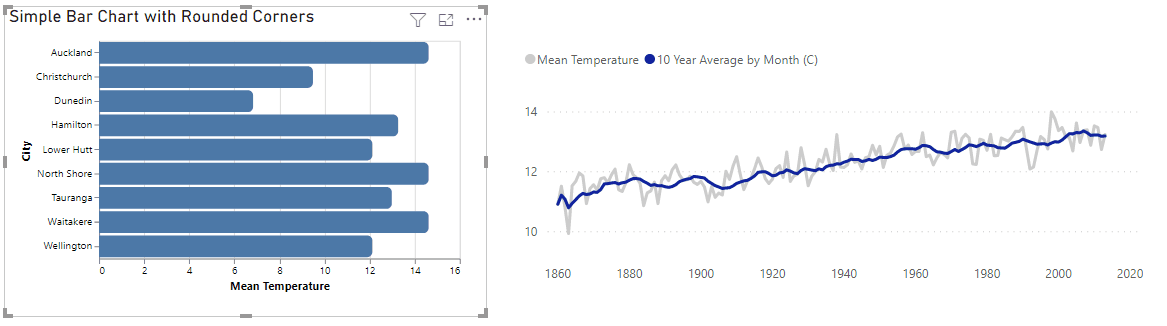 Simple Bar Chart with Rounded Corners
City
Auckland
Christchurch
Dunedin
Hamilton
Lower Hutt
North Shore
Tauranga
Waitakere
Wellington
0 2 4 6 8 10 12 14 16
Mean Temperature
Mean Temperature 10 Year Average by Month (C)
14
12
10
1860 1880 1900 1920 1940 1960 1980 2000 2020